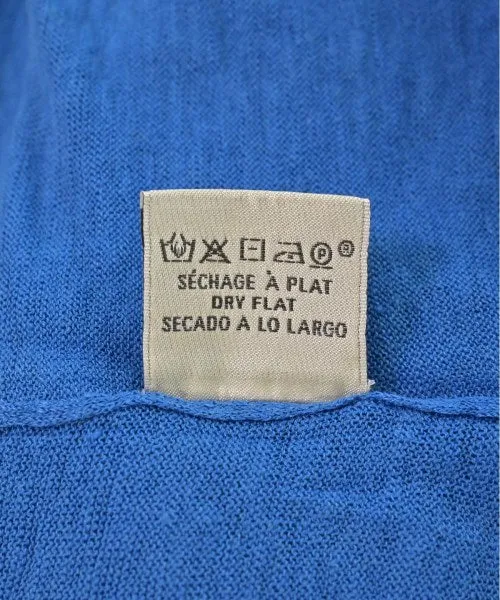 P ®
SÉCHAGE À PLAT
DRY FLAT
SECADO A LO LARGO